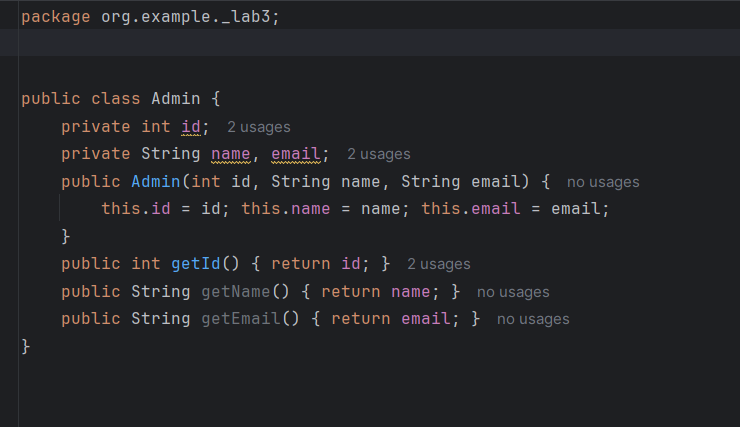 package org.example._lab3;
public class Admin {
private int id; 2 usages
private String name, email; 2 usages
public Admin(int id, String name, String email) { no usages
this.id = id; this.name = name; this.email = email;
}
public int getId() { return id; } 2 usages
public String getName() { return name; } no usages
public String getEmail() { return email; } no usages
}